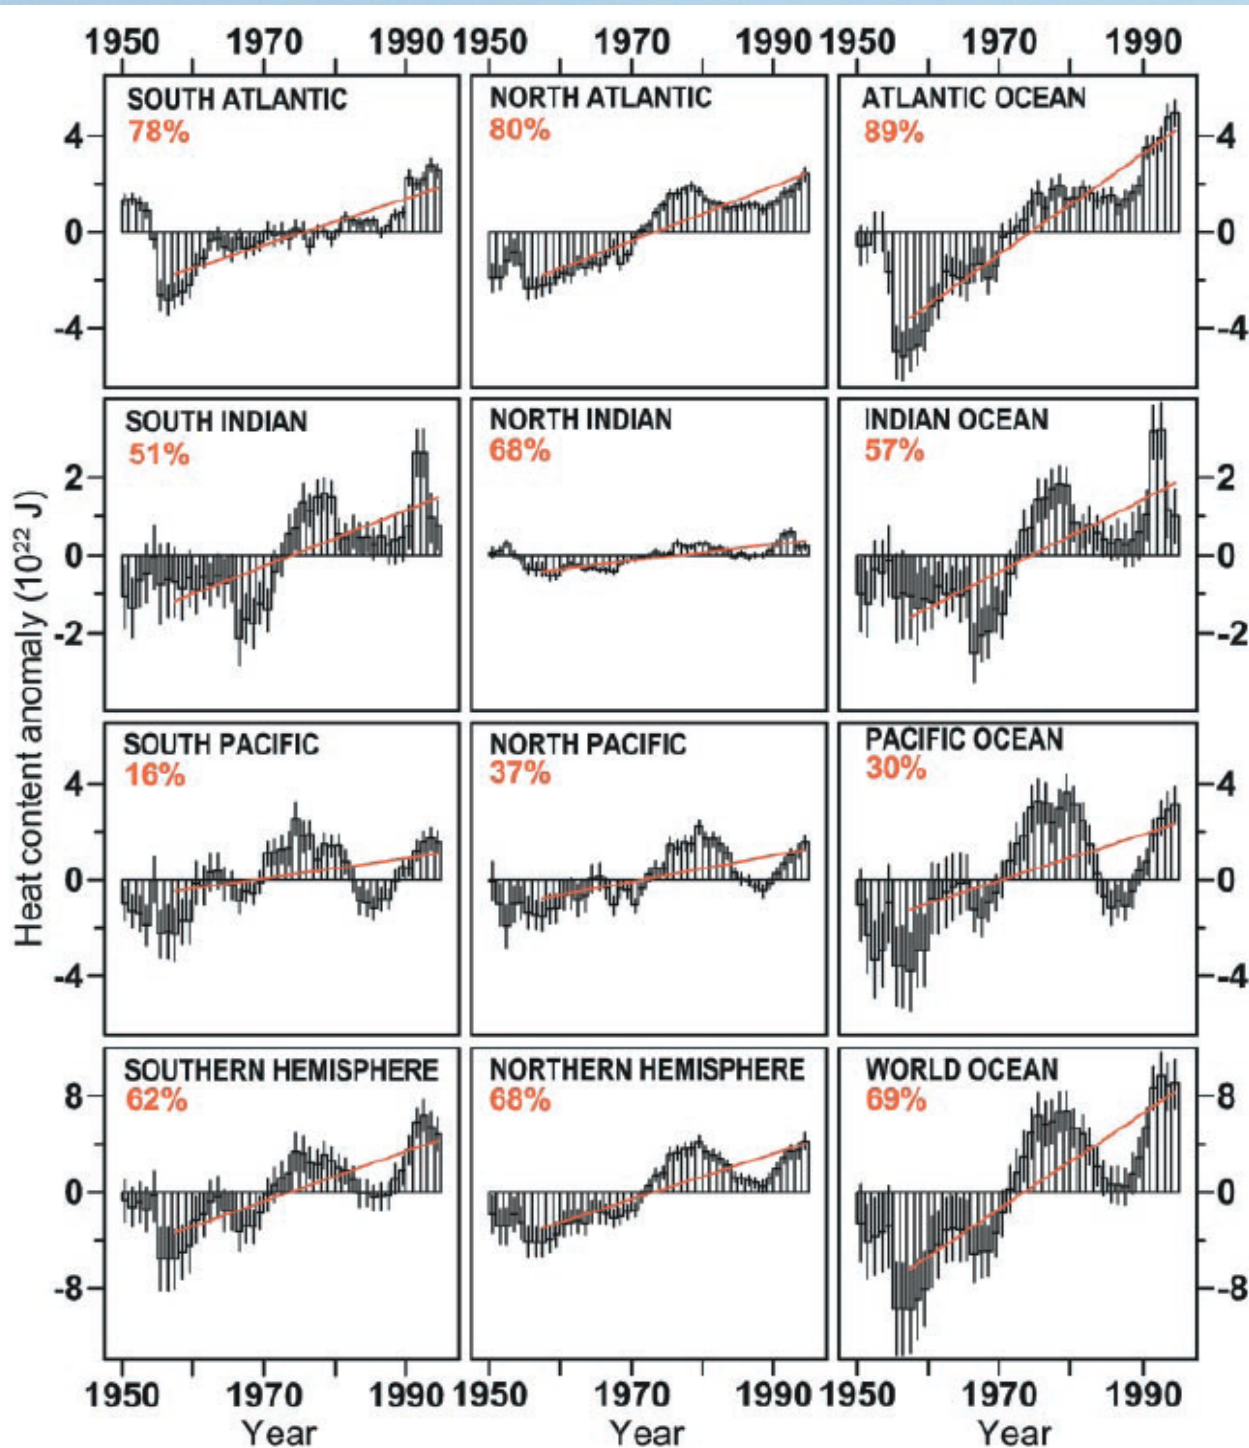 1950 1970 1990 1950 1970 1990 1950 1970 1990
SOUTH ATLANTIC
78%
NORTH ATLANTIC
80%
ATLANTIC OCEAN
89%
4
0
-4
4
0
-4
SOUTH INDIAN
51%
NORTH INDIAN
68%
INDIAN OCEAN
57%
2
0
-2
2
0
-2
Heat content anomaly (10²² J)
SOUTH PACIFIC
16%
NORTH PACIFIC
37%
PACIFIC OCEAN
30%
4
0
-4
4
0
-4
SOUTHERN HEMISPHERE
62%
NORTHERN HEMISPHERE
68%
WORLD OCEAN
69%
8
0
-8
8
0
-8
1950 1970 1990 1950 1970 1990 1950 1970 1990
Year Year Year